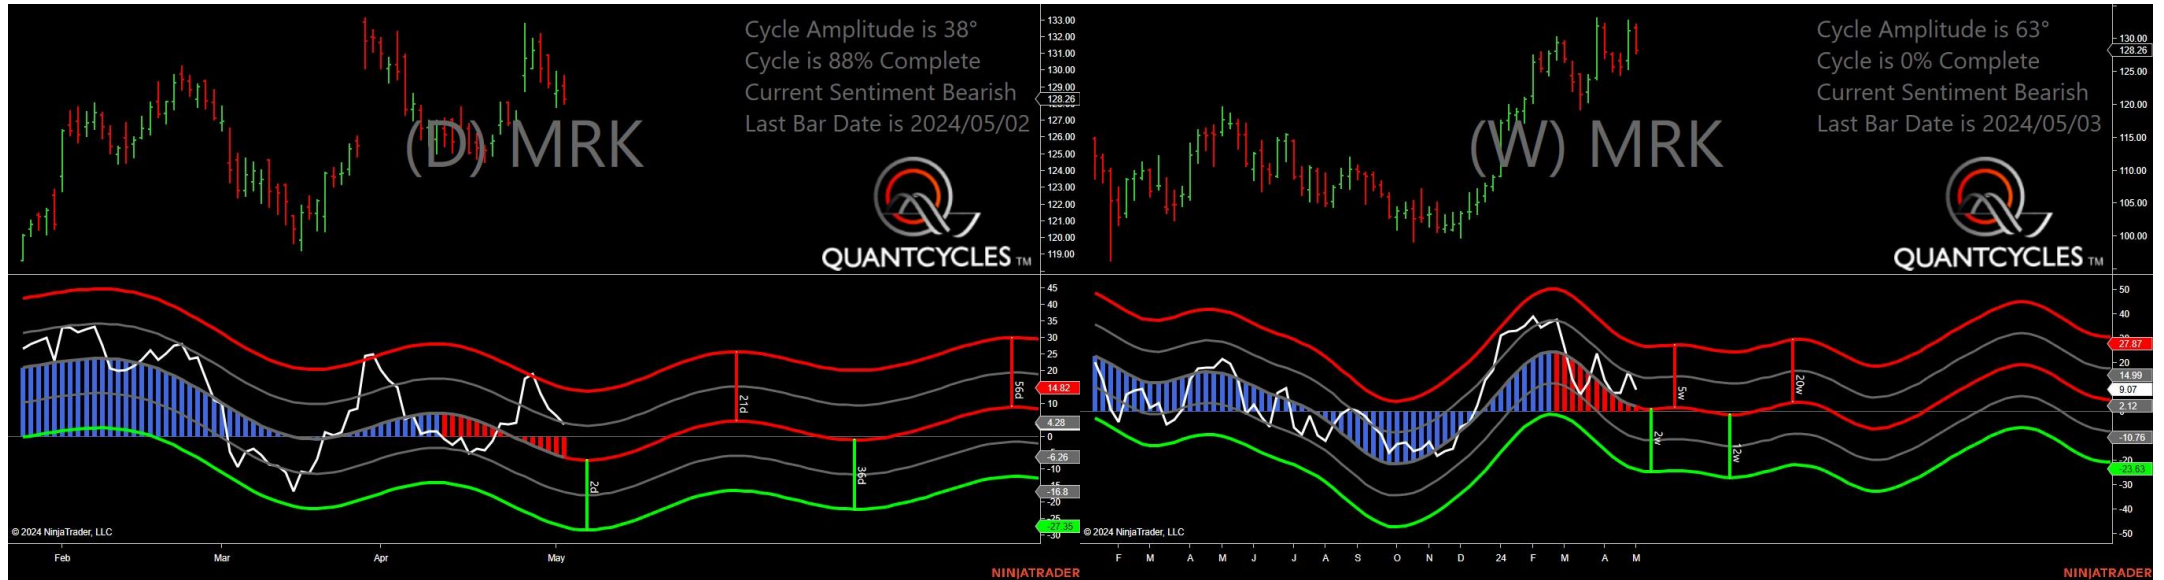 Cycle Amplitude is 38°
Cycle is 88% Complete
Current Sentiment Bearish
Last Bar Date is 2024/05/02
(D) MRK
QUANTCYCLES TM
133.00
132.00
131.00
130.00
129.00
128.26
127.00
126.00
125.00
124.00
123.00
122.00
121.00
120.00
119.00
45
40
35
30
25
20
14.82
10
4.28
0
-6.26
-10
-16.8
-20
-27.35
-30
2d
21d
36d
56d
© 2024 NinjaTrader, LLC
Feb Mar Apr May
NINJATRADER
Cycle Amplitude is 63°
Cycle is 0% Complete
Current Sentiment Bearish
Last Bar Date is 2024/05/03
(W) MRK
QUANTCYCLES TM
130.00
128.26
125.00
120.00
115.00
110.00
105.00
100.00
50
40
27.87
20
14.99
9.07
2.12
-10.76
-20
-23.63
-30
-40
-50
2w
5w
12w
20w
© 2024 NinjaTrader, LLC
F M A M J J A S O N D 24 F M A M
NINJATRADER